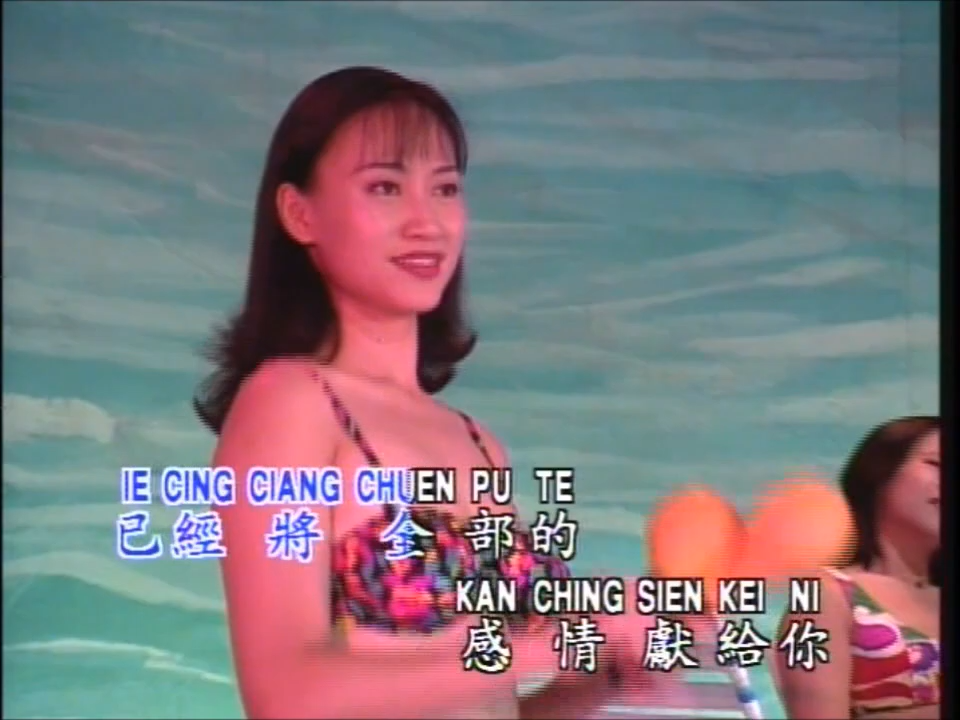 IE CING CIANG CHUEN PU TE
已經 將 全 部的
KAN CHING SIEN KEI NI
感 情 獻給你